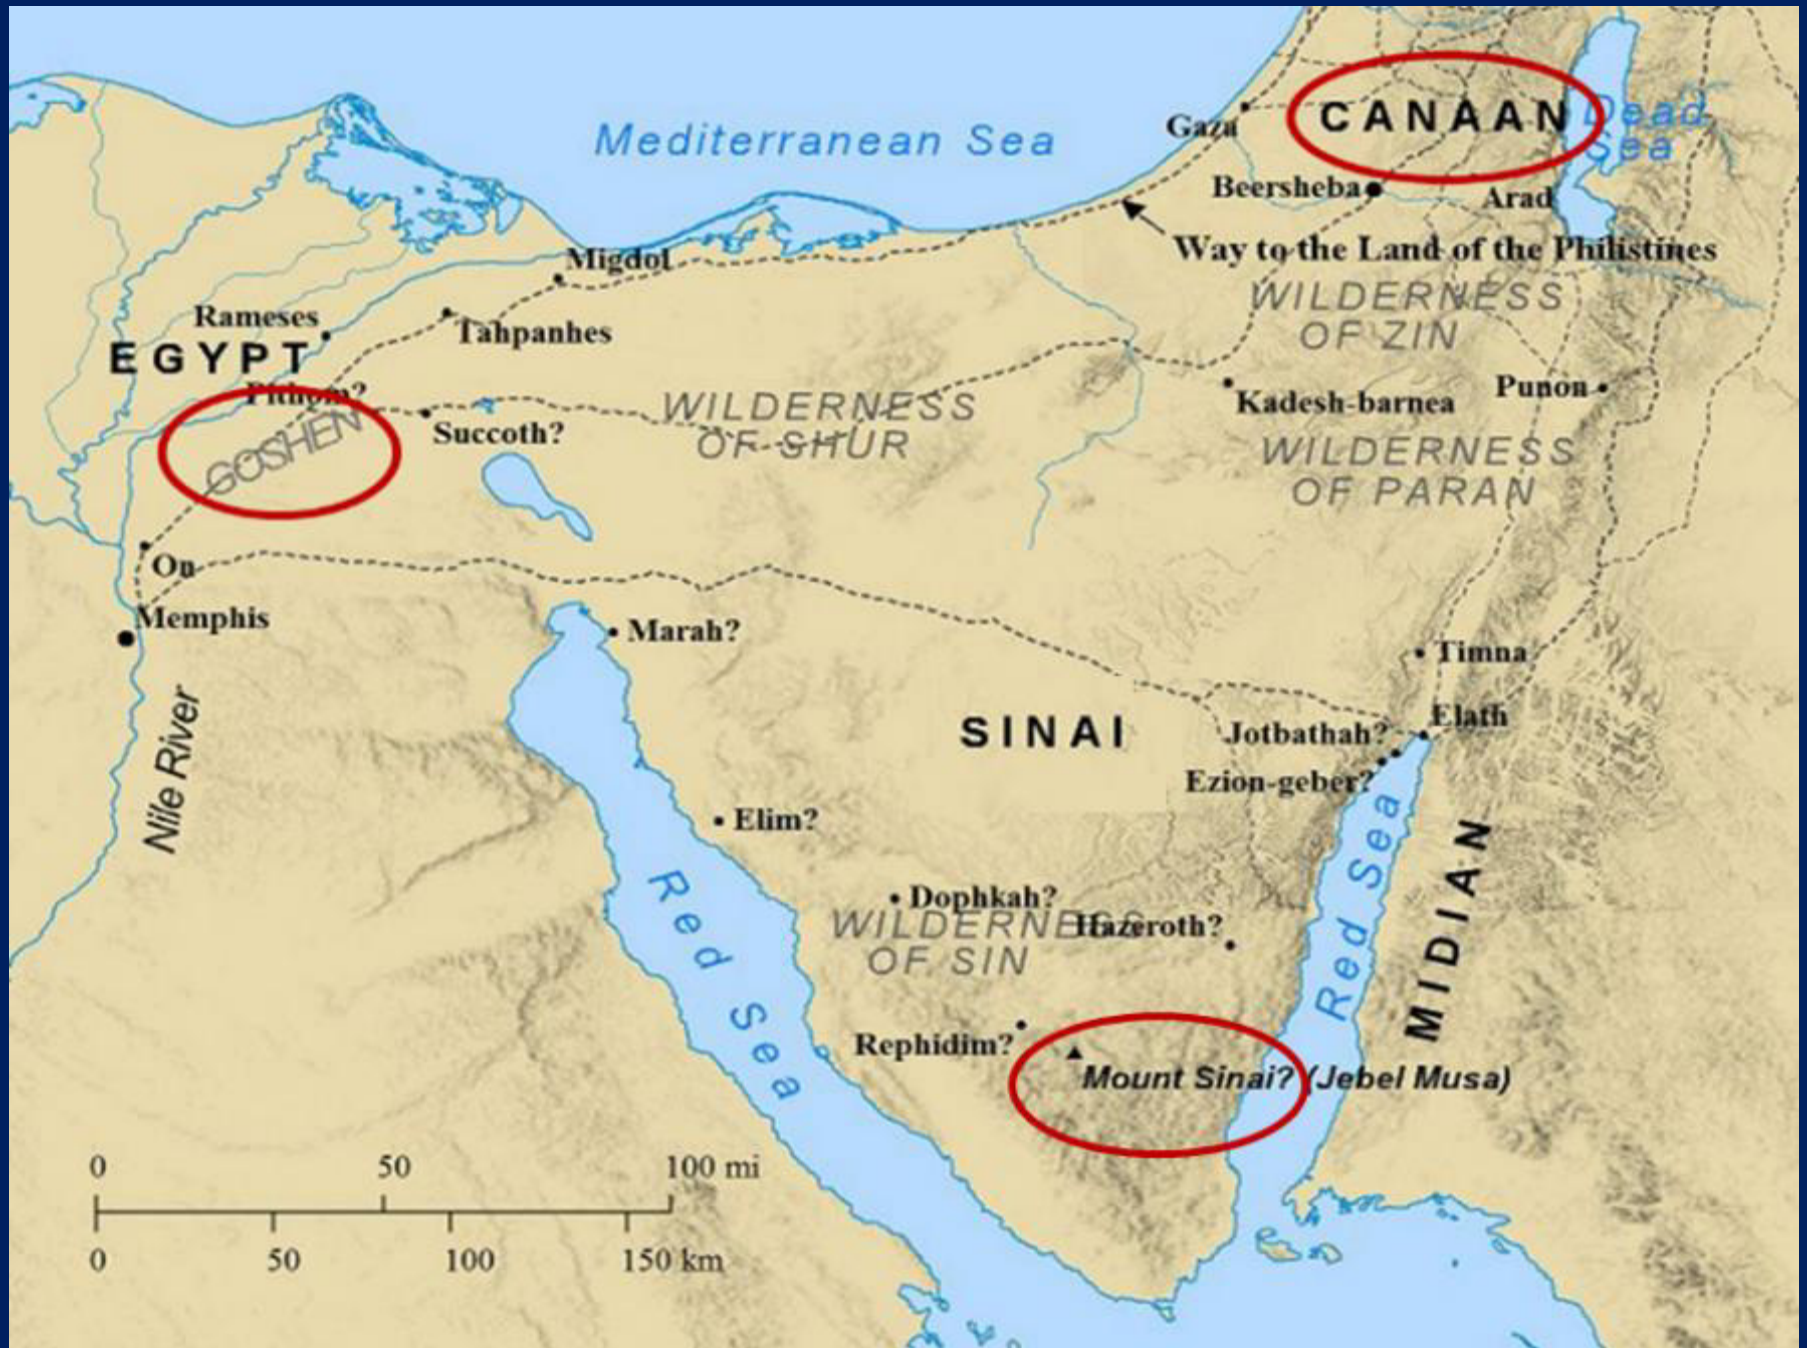 Mediterranean Sea
CANAAN
Dead
Sea
Gaza
Beersheba
Arad
Way to the Land of the Philistines
Migdol
WILDERNESS
OF ZIN
Rameses
Tahpanhes
EGYPT
Pithom?
GOSHEN
Succoth?
WILDERNESS
OF SHUR
Kadesh-barnea
Punon
WILDERNESS
OF PARAN
On
Memphis
Marah?
Timna
Nile River
SINAI
Elath
Jotbathah?
Ezion-geber?
Elim?
Red Sea
Red Sea
MIDIAN
Dophkah?
WILDERNESS
OF SIN
Hazeroth?
Rephidim?
Mount Sinai? (Jebel Musa)
0 50 100 mi
0 50 100 150 km